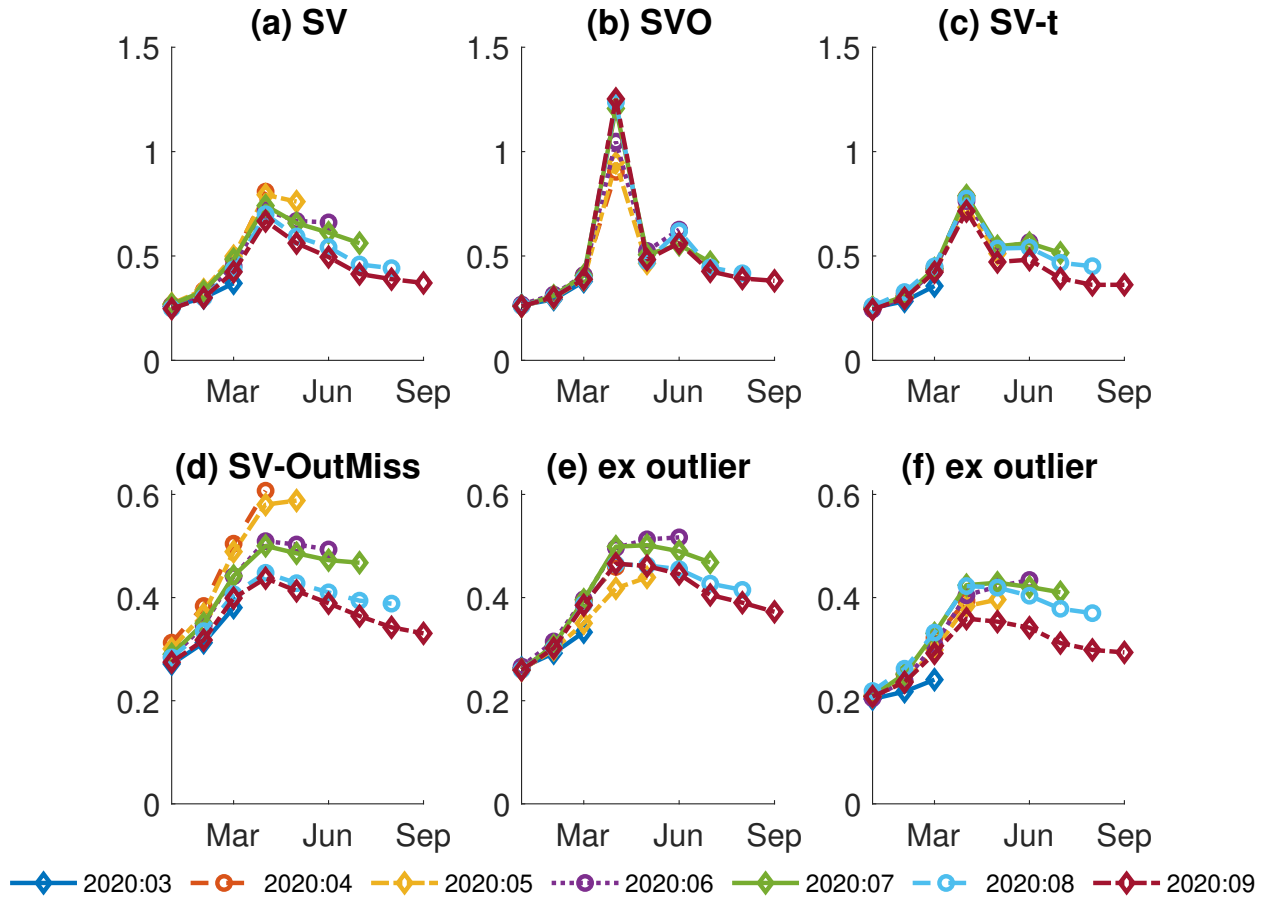 (a) SV
(b) SVO
(c) SV-t
1.5
1
0.5
0
Mar Jun Sep
1.5
1
0.5
0
Mar Jun Sep
1.5
1
0.5
0
Mar Jun Sep
(d) SV-OutMiss
(e) ex outlier
(f) ex outlier
0.6
0.4
0.2
0
Mar Jun Sep
0.6
0.4
0.2
0
Mar Jun Sep
0.6
0.4
0.2
0
Mar Jun Sep
2020:03 2020:04 2020:05 2020:06 2020:07 2020:08 2020:09